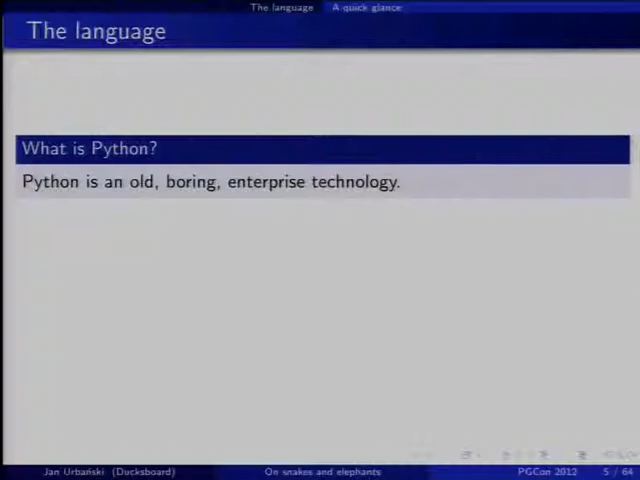 The language A quick glance
The language
What is Python?
Python is an old, boring, enterprise technology.
Jan Urbański (Ducksboard) On snakes and elephants PGCon 2012 5 / 64